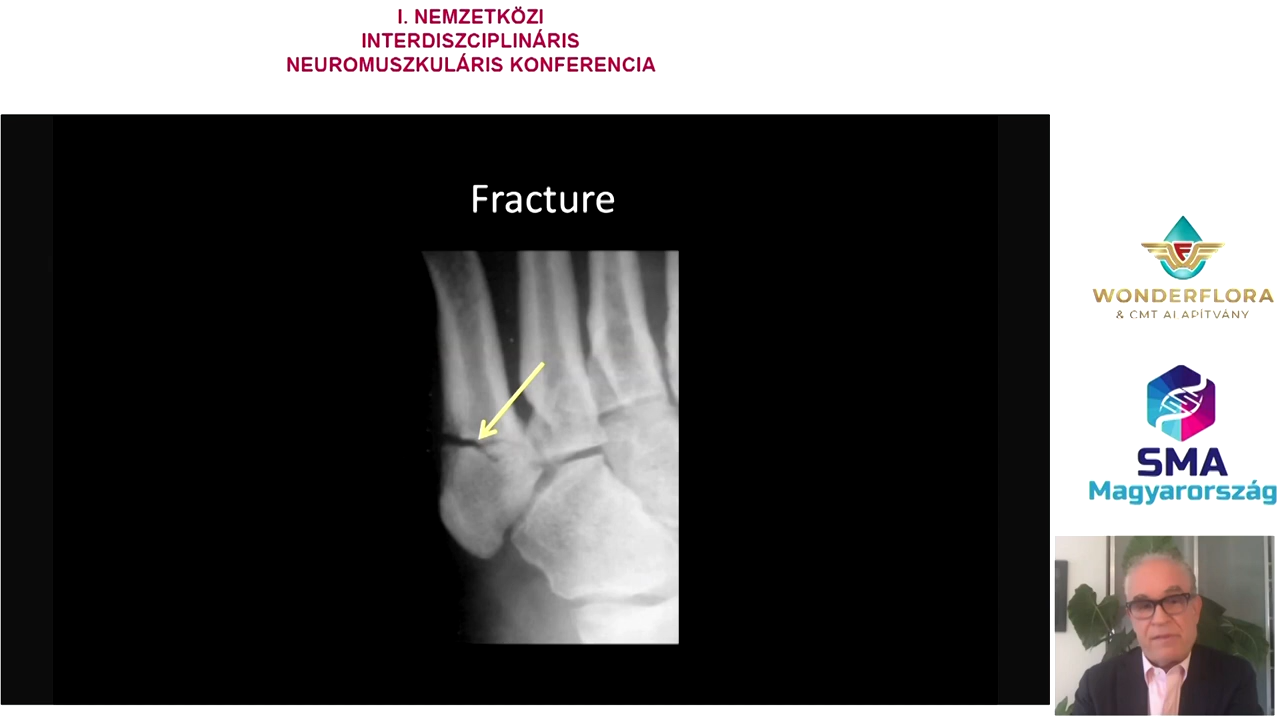 I. NEMZETKÖZI
INTERDISZCIPLINÁRIS
NEUROMUSZKULÁRIS KONFERENCIA
Fracture
WONDERFLORA
& CMT ALAPÍTVÁNY
SMA
Magyarország